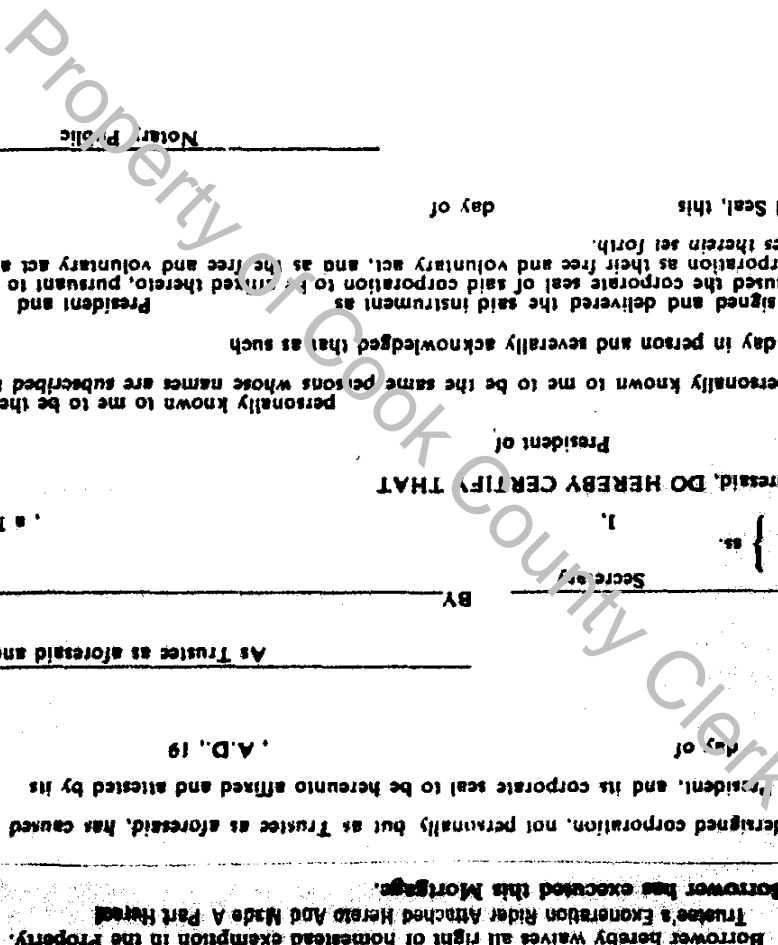 Borrower hereby waives all right of homestead exemption in the Property.
Trustee's Exoneration Rider Attached Hereto And Made A Part Hereof
Borrower has executed this Mortgage.
dersigned corporation, not personally but as Trustee as aforesaid, has caused
President, and its corporate seal to be hereunto affixed and attested by its
day of , A.D., 19
As Trustee as aforesaid and
BY
Secretary
} ss. I, , a
resaid, DO HEREBY CERTIFY THAT
President of
personally known to me to be the
ersonally known to me to be the same persons whose names are subscribed
day in person and severally acknowledged that as such
President and
signed and delivered the said instrument as
used the corporate seal of said corporation to be affixed thereto, pursuant to
rporation as their free and voluntary act, and as the free and voluntary act a
es therein set forth.
Seal, this day of
Notary Public
Property of Cook County Clerk